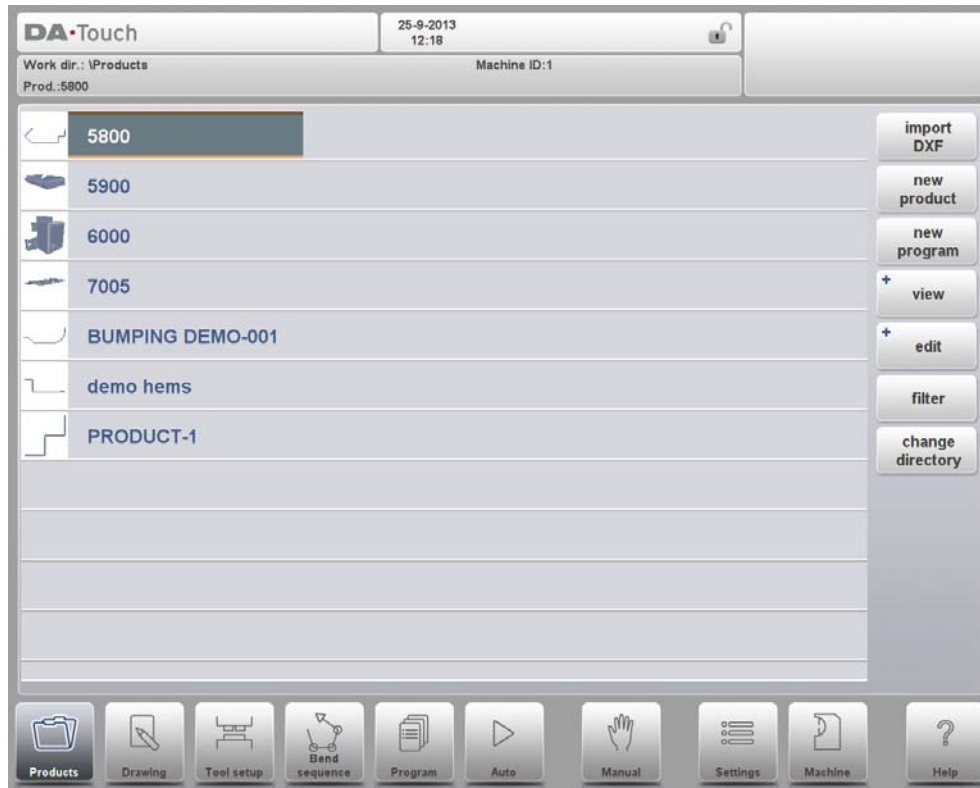 DA•Touch
25-9-2013
12:18
Work dir.: \Products
Machine ID:1
Prod.:5800
5800
5900
6000
7005
BUMPING DEMO-001
demo hems
PRODUCT-1
import
DXF
new
product
new
program
+
view
+
edit
filter
change
directory
Products
Drawing
Tool setup
Bend
sequence
Program
Auto
Manual
Settings
Machine
?
Help